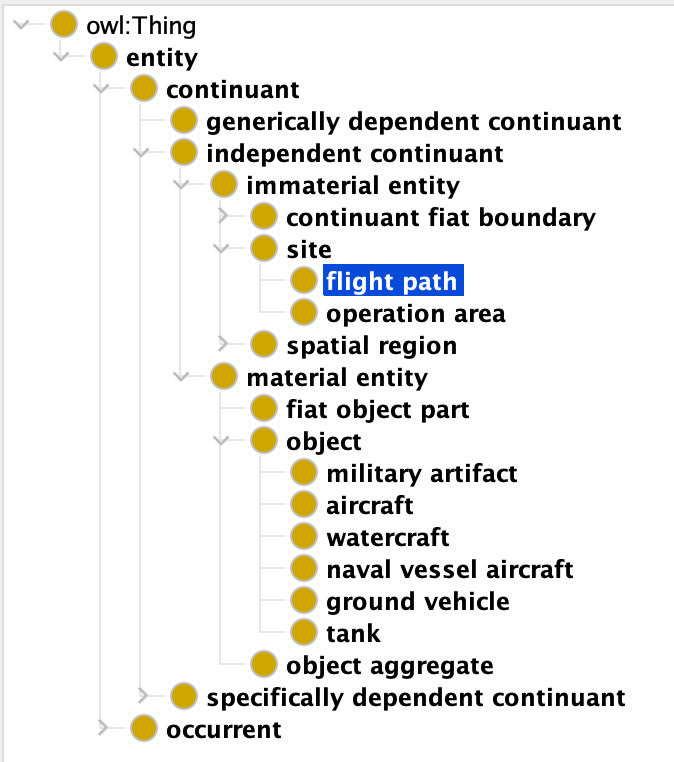 owl:Thing
entity
continuant
generically dependent continuant
independent continuant
immaterial entity
continuant fiat boundary
site
flight path
operation area
spatial region
material entity
fiat object part
object
military artifact
aircraft
watercraft
naval vessel aircraft
ground vehicle
tank
object aggregate
specifically dependent continuant
occurrent